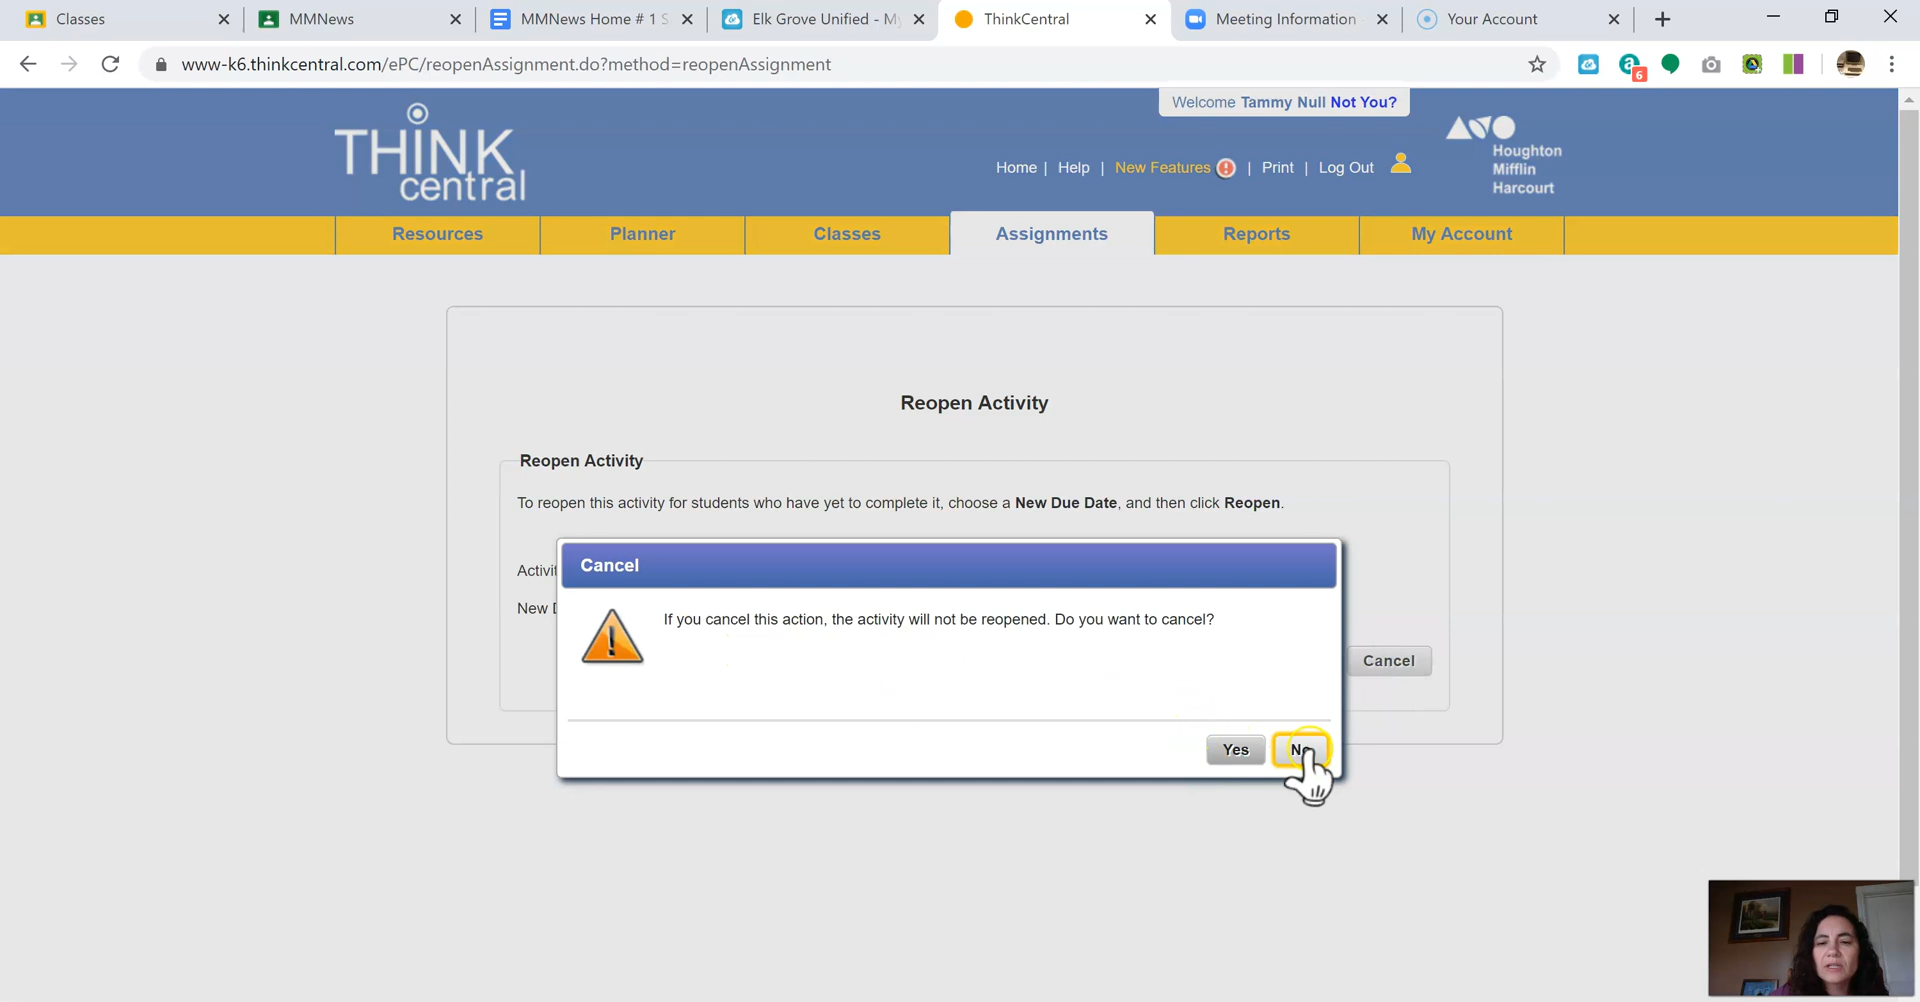 Classes
MMNews
MMNews Home # 1 S
Elk Grove Unified - My
ThinkCentral
Meeting Information
Your Account
www-k6.thinkcentral.com/ePC/reopenAssignment.do?method=reopenAssignment
6
Welcome Tammy Null Not You?
THINK
central
Home | Help | New Features | Print | Log Out
Houghton
Mifflin
Harcourt
Resources
Planner
Classes
Assignments
Reports
My Account
Reopen Activity
Reopen Activity
To reopen this activity for students who have yet to complete it, choose a New Due Date, and then click Reopen.
Activit
New D
Cancel
If you cancel this action, the activity will not be reopened. Do you want to cancel?
Cancel
Yes
No